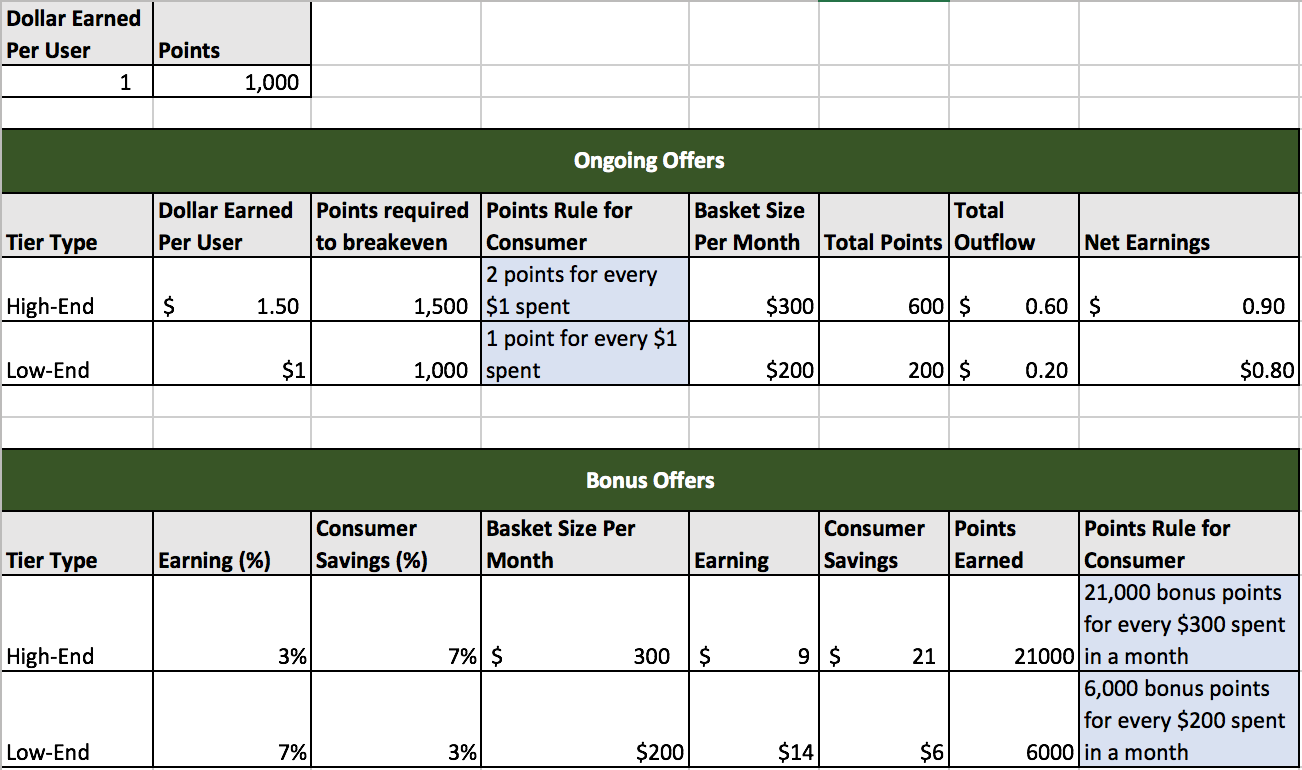 Dollar Earned Per User Points
1 1,000
Ongoing Offers
Tier Type Dollar Earned Per User Points required to breakeven Points Rule for Consumer Basket Size Per Month Total Points Total Outflow Net Earnings
High-End $ 1.50 1,500 2 points for every $1 spent $300 600 $ 0.60 $ 0.90
Low-End $1 1,000 1 point for every $1 spent $200 200 $ 0.20 $0.80
Bonus Offers
Tier Type Earning (%) Consumer Savings (%) Basket Size Per Month Earning Consumer Savings Points Earned Points Rule for Consumer
High-End 3% 7% $ 300 $ 9 $ 21 21000 21,000 bonus points for every $300 spent in a month
Low-End 7% 3% $200 $14 $6 6000 6,000 bonus points for every $200 spent in a month